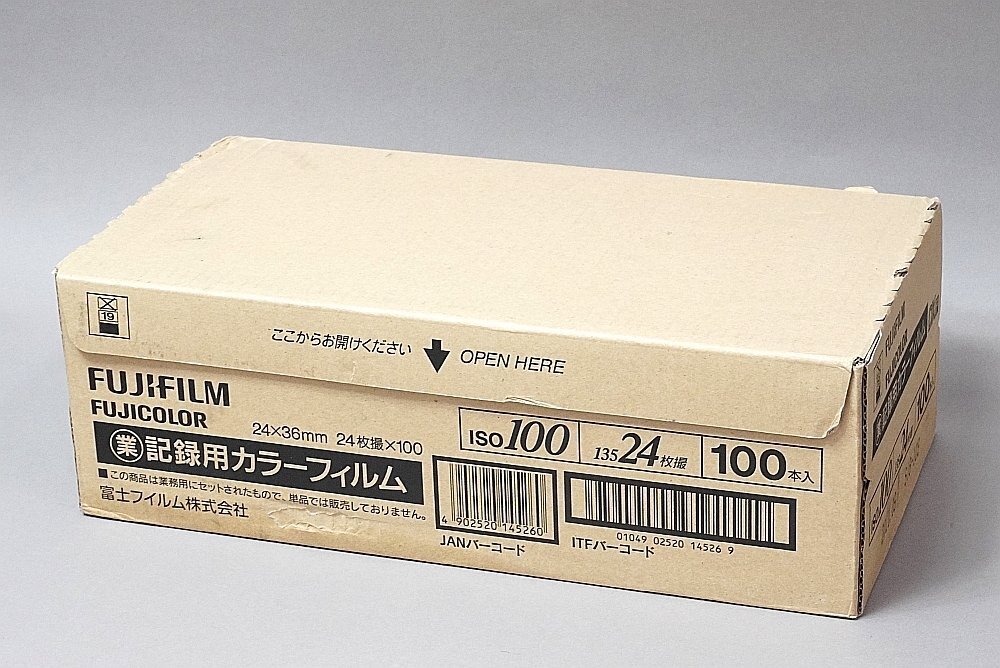 19
ここからお開けください OPEN HERE
FUJIFILM
FUJICOLOR
24×36mm 24枚撮×100
業 記録用カラーフィルム
■この商品は業務用にセットされたもので、単品では販売しておりません。
富士フイルム株式会社
ISO 100
135 24枚撮
100本入
4 902520 145260
JANバーコード
01049 02520 14526 9
ITFバーコード
FUJIFILM
FUJICOLOR